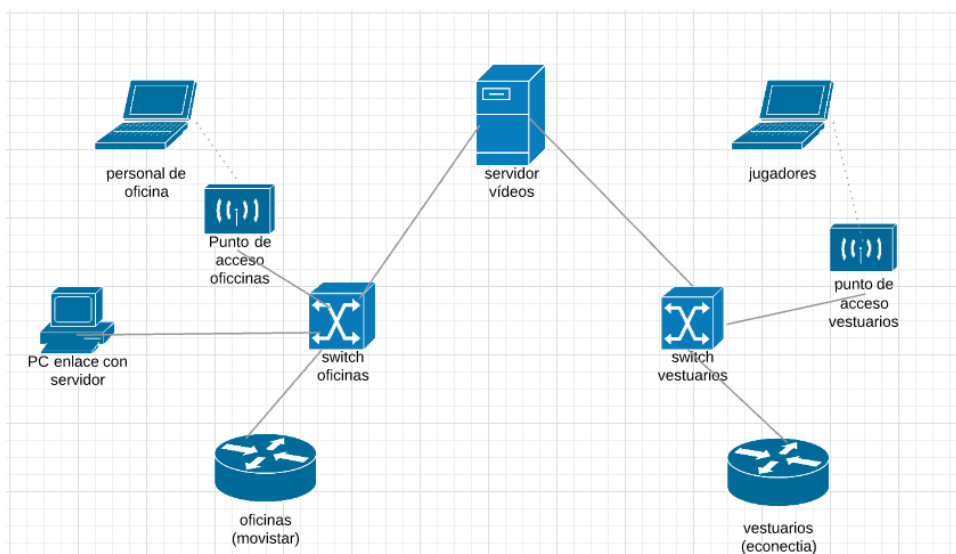 personal de
oficina
servidor
vídeos
jugadores
Punto de
acceso
oficcinas
punto de
acceso
vestuarios
PC enlace con
servidor
switch
oficinas
switch
vestuarios
oficinas
(movistar)
vestuarios
(econectia)